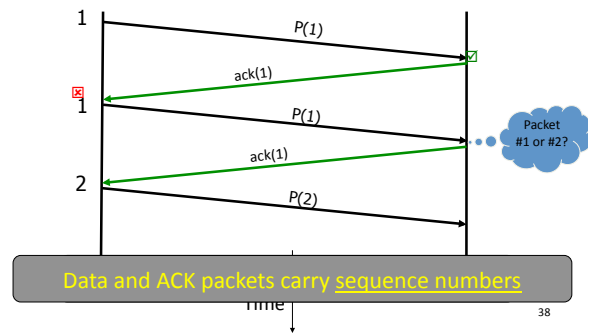 1
P(1)
ack(1)
1
P(1)
Packet
#1 or #2?
ack(1)
2
P(2)
Data and ACK packets carry sequence numbers
Time
38